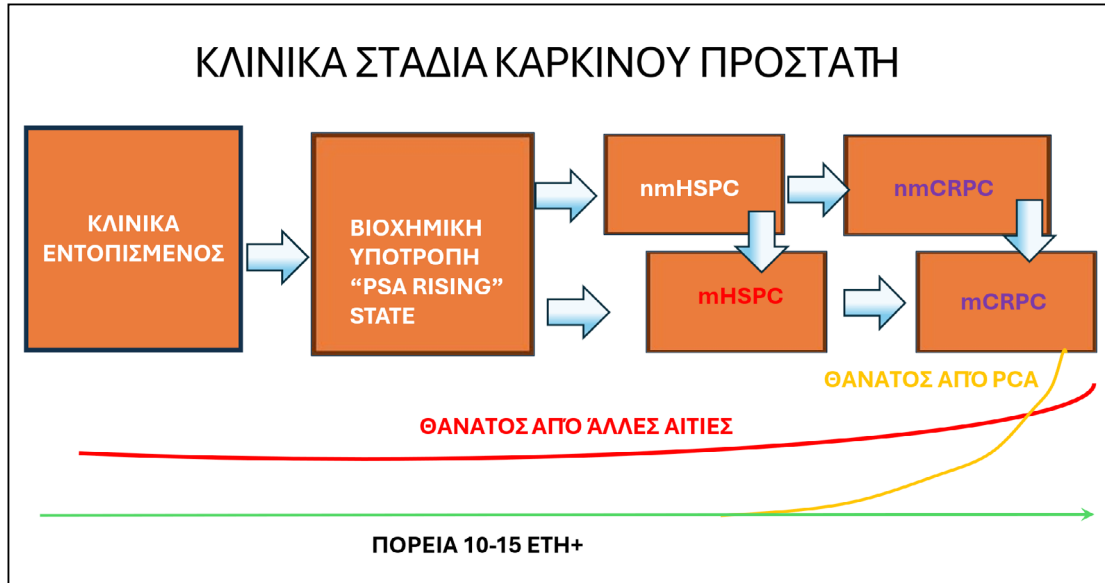 ΚΛΙΝΙΚΑ ΣΤΑΔΙΑ ΚΑΡΚΙΝΟΥ ΠΡΟΣΤΑΤΗ
ΚΛΙΝΙΚΑ
ΕΝΤΟΠΙΣΜΕΝΟΣ
ΒΙΟΧΗΜΙΚΗ
ΥΠΟΤΡΟΠΗ
“PSA RISING”
STATE
nmHSPC
nmCRPC
mHSPC
mCRPC
ΘΑΝΑΤΟΣ ΑΠΌ PCA
ΘΑΝΑΤΟΣ ΑΠΌ ΆΛΛΕΣ ΑΙΤΙΕΣ
ΠΟΡΕΙΑ 10-15 ΕΤΗ+